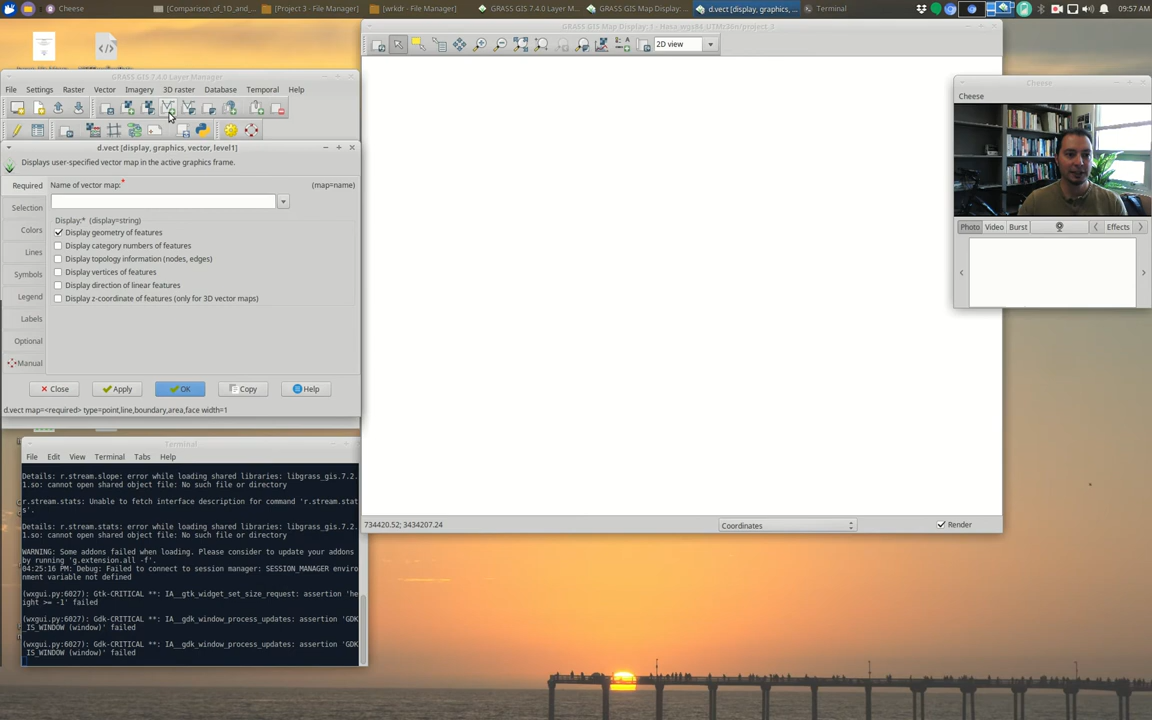 Cheese
[Comparison_of_1D_and_...
[Project 3 - File Manager]
[wrkdr - File Manager]
GRASS GIS 7.4.0 Layer M...
GRASS GIS Map Display: ...
d.vect [display, graphics, ...
Terminal
09:57 AM
GRASS GIS 7.4.0 Layer Manager
File Settings Raster Vector Imagery 3D raster Database Temporal Help
d.vect [display, graphics, vector, level1]
Displays user-specified vector map in the active graphics frame.
Required
Selection
Colors
Lines
Symbols
Legend
Labels
Optional
Manual
Name of vector map:* (map=name)
Display:* (display=string)
Display geometry of features
Display category numbers of features
Display topology information (nodes, edges)
Display vertices of features
Display direction of linear features
Display z-coordinate of features (only for 3D vector maps)
Close Apply OK Copy Help
d.vect map=<required> type=point,line,boundary,area,face width=1
2D view
734420.52; 3434207.24
Coordinates
Render
Cheese
Cheese
Photo Video Burst Effects
Terminal
File Edit View Terminal Tabs Help
Details: r.stream.slope: error while loading shared libraries: libgrass_gis.7.2.
1.so: cannot open shared object file: No such file or directory
r.stream.stats: Unable to fetch interface description for command 'r.stream.stat
s'.
Details: r.stream.stats: error while loading shared libraries: libgrass_gis.7.2.
1.so: cannot open shared object file: No such file or directory
WARNING: Some addons failed when loading. Please consider to update your addons
by running 'g.extension.all -f'.
04:25:16 PM: Debug: Failed to connect to session manager: SESSION_MANAGER enviro
nment variable not defined
(wxgui.py:6027): Gtk-CRITICAL **: IA__gtk_widget_set_size_request: assertion 'he
ight >= -1' failed
(wxgui.py:6027): Gdk-CRITICAL **: IA__gdk_window_process_updates: assertion 'GDK
_IS_WINDOW (window)' failed
(wxgui.py:6027): Gdk-CRITICAL **: IA__gdk_window_process_updates: assertion 'GDK
_IS_WINDOW (window)' failed